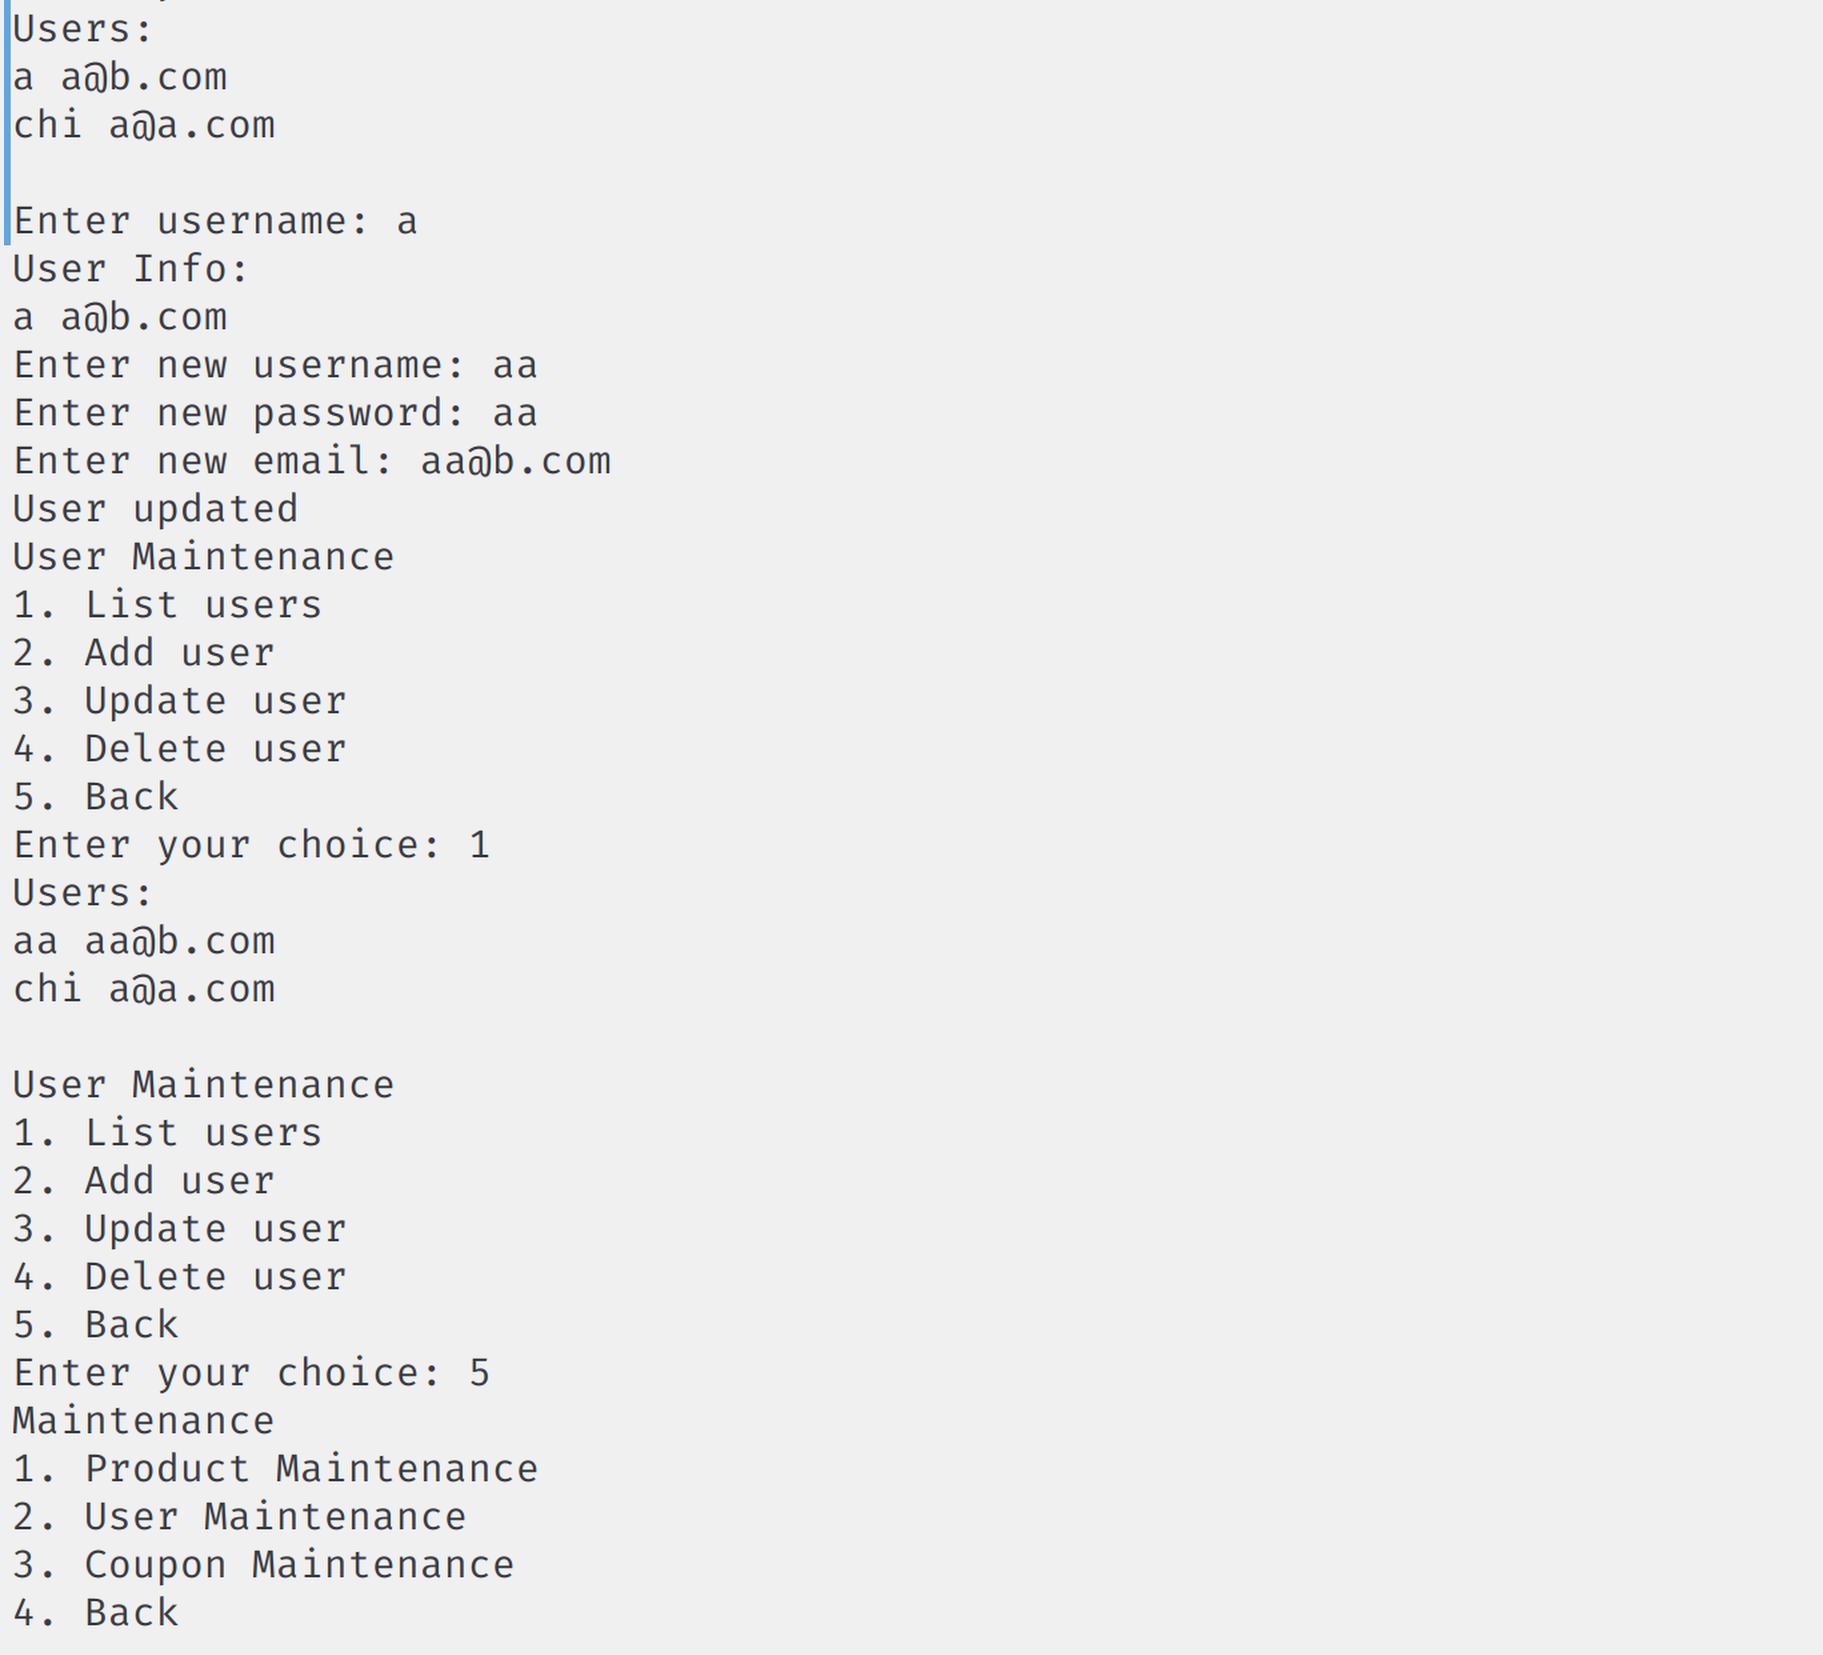 Users:
a a@b.com
chi a@a.com
Enter username: a
User Info:
a a@b.com
Enter new username: aa
Enter new password: aa
Enter new email: aa@b.com
User updated
User Maintenance
1. List users
2. Add user
3. Update user
4. Delete user
5. Back
Enter your choice: 1
Users:
aa aa@b.com
chi a@a.com
User Maintenance
1. List users
2. Add user
3. Update user
4. Delete user
5. Back
Enter your choice: 5
Maintenance
1. Product Maintenance
2. User Maintenance
3. Coupon Maintenance
4. Back